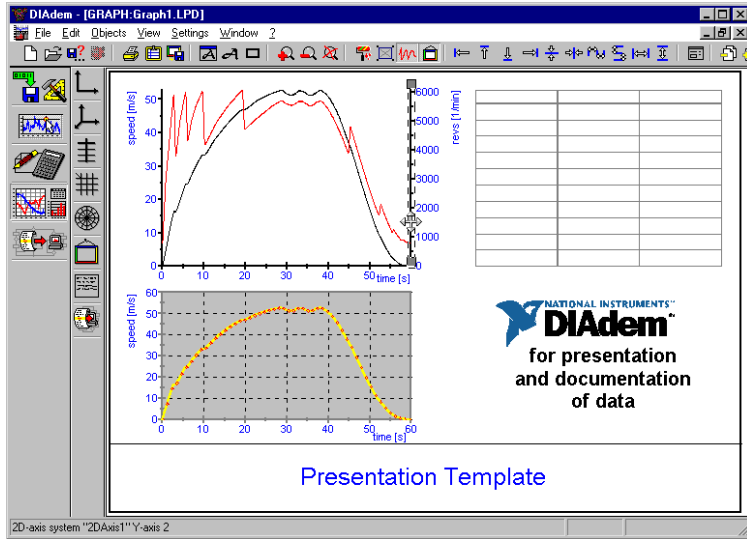 DIAdem - [GRAPH:Graph1.LPD]
File Edit Objects View Settings Window ?
speed [m/s]
50
40
30
20
10
0
0 10 20 30 40 50 time [s]
6000
5000
4000
3000
2000
1000
0
revs [1/min]
speed [m/s]
60
50
40
30
20
10
0
0 10 20 30 40 50 60
time [s]
NATIONAL INSTRUMENTS™
DIAdem™
for presentation
and documentation
of data
Presentation Template
2D-axis system "2DAxis1" Y-axis 2